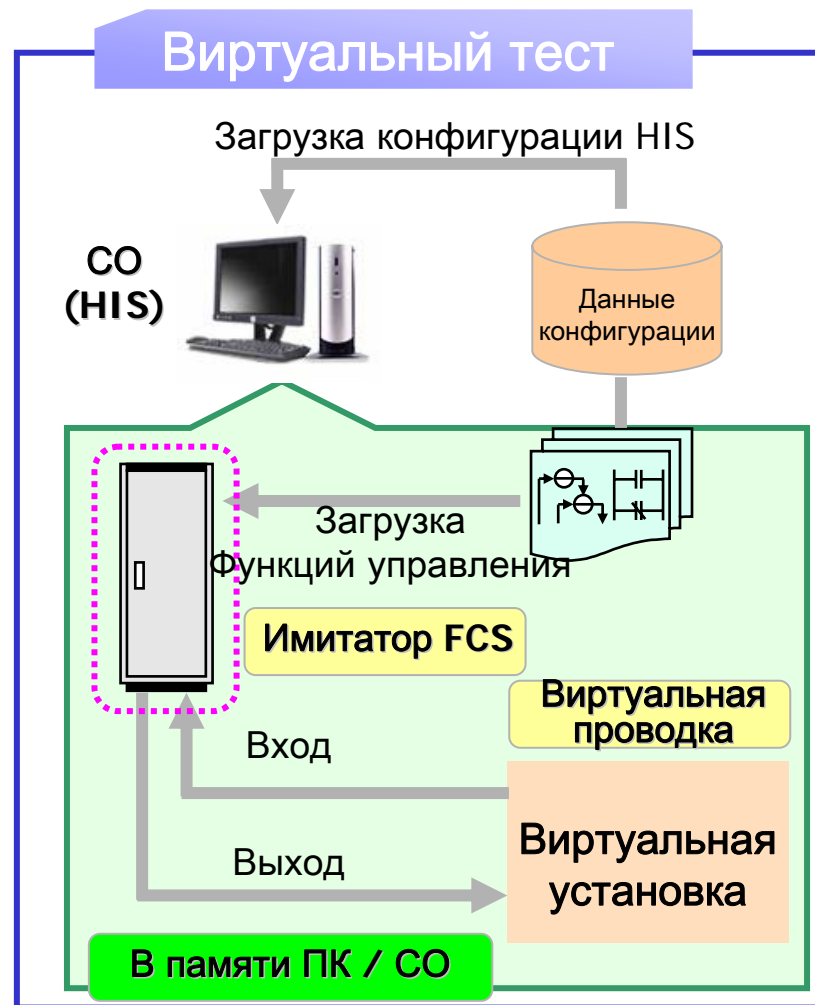 Виртуальный тест
Загрузка конфигурации HIS
СО
(HIS)
Данные
конфигурации
Загрузка
Функций управления
Имитатор FCS
Виртуальная
проводка
Вход
Виртуальная
установка
Выход
В памяти ПК / СО